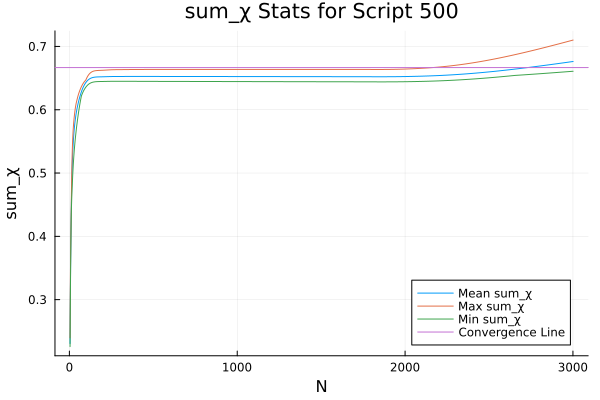 sum_χ Stats for Script 500
0.7
0.6
0.5
0.4
0.3
sum_χ
0
1000
2000
3000
N
Mean sum_χ
Max sum_χ
Min sum_χ
Convergence Line